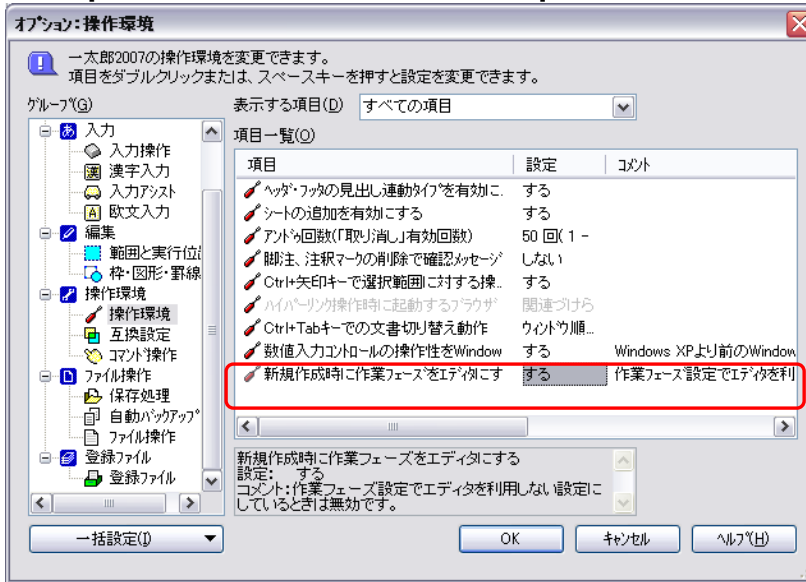 オプション:操作環境
一太郎2007の操作環境を変更できます。
項目をダブルクリックまたは、スペースキーを押すと設定を変更できます。
グループ(G)
表示する項目(D) すべての項目
項目一覧(O)
入力
入力操作
漢字入力
入力アシスト
欧文入力
編集
範囲と実行位
枠・図形・罫線
操作環境
操作環境
互換設定
コマンド操作
ファイル操作
保存処理
自動バックアップ
ファイル操作
登録ファイル
登録ファイル
項目 設定 コメント
ヘッダ・フッタの見出し連動タイプを有効に. する
シートの追加を有効にする する
アンドゥ回数(「取り消し」有効回数) 50 回( 1 -
脚注、注釈マークの削除で確認メッセージ しない
Ctrl+矢印キーで選択範囲に対する操.. する
ハイパーリンク操作時に起動するブラウザ 関連づけら
Ctrl+Tabキーでの文書切り替え動作 ウィンドウ順...
数値入力コントロールの操作性をWindow する Windows XPより前のWindow
新規作成時に作業フェーズをエディタにす する 作業フェーズ設定でエディタを利
新規作成時に作業フェーズをエディタにする
設定: する
コメント:作業フェーズ設定でエディタを利用しない設定に
しているときは無効です。
一括設定(I)
OK キャンセル ヘルプ(H)